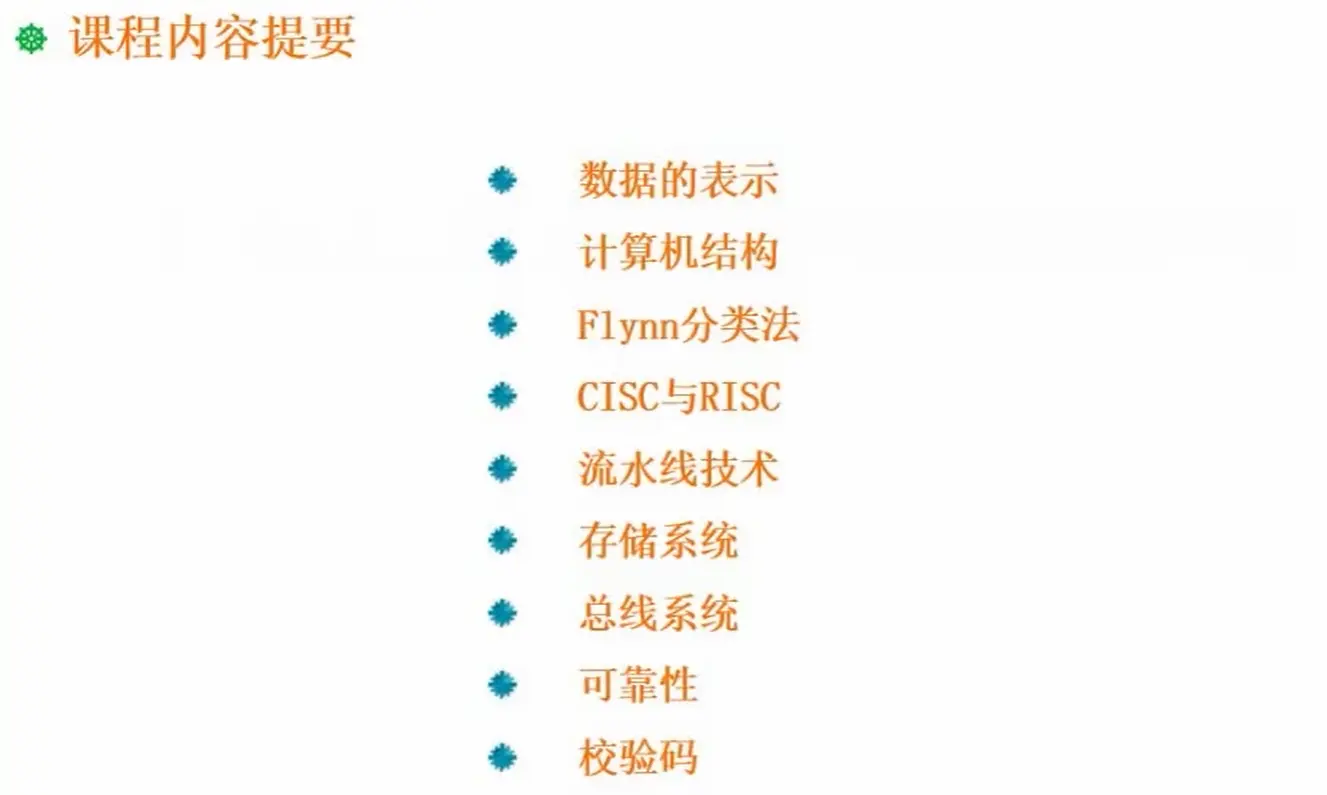 课程内容提要
数据的表示
计算机结构
Flynn分类法
CISC与RISC
流水线技术
存储系统
总线系统
可靠性
校验码